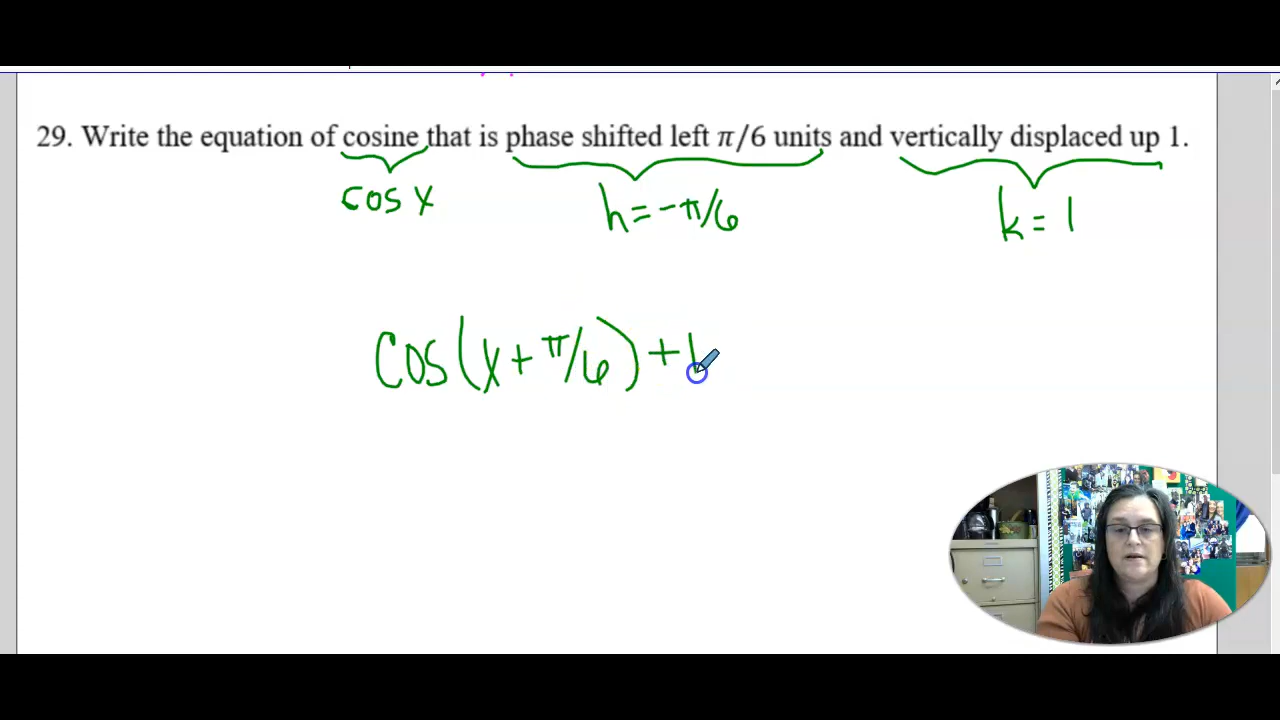 29. Write the equation of cosine that is phase shifted left π/6 units and vertically displaced up 1.
cos x
h = -π/6
k = 1
cos(x + π/6) + 1